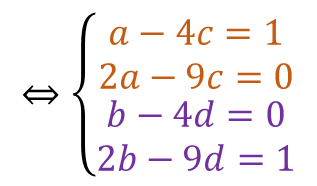 ⇔ { a − 4c = 1
2a − 9c = 0
b − 4d = 0
2b − 9d = 1